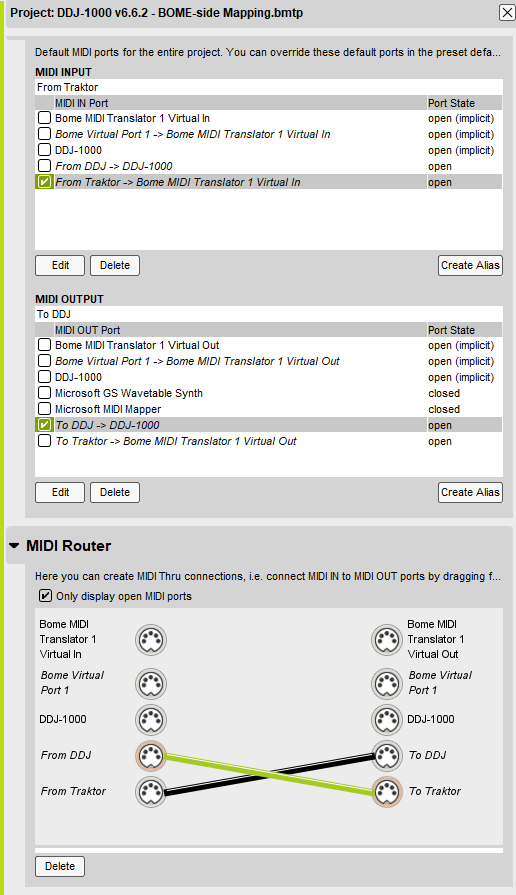 Project: DDJ-1000 v6.6.2 - BOME-side Mapping.bmtp
Default MIDI ports for the entire project. You can override these default ports in the preset defa...
MIDI INPUT
From Traktor
MIDI IN Port Port State
Bome MIDI Translator 1 Virtual In open (implicit)
Bome Virtual Port 1 -> Bome MIDI Translator 1 Virtual In open (implicit)
DDJ-1000 open (implicit)
From DDJ -> DDJ-1000 open
From Traktor -> Bome MIDI Translator 1 Virtual In open
Edit Delete Create Alias
MIDI OUTPUT
To DDJ
MIDI OUT Port Port State
Bome MIDI Translator 1 Virtual Out open (implicit)
Bome Virtual Port 1 -> Bome MIDI Translator 1 Virtual Out open (implicit)
DDJ-1000 open (implicit)
Microsoft GS Wavetable Synth closed
Microsoft MIDI Mapper closed
To DDJ -> DDJ-1000 open
To Traktor -> Bome MIDI Translator 1 Virtual Out open
Edit Delete Create Alias
MIDI Router
Here you can create MIDI Thru connections, i.e. connect MIDI IN to MIDI OUT ports by dragging f...
Only display open MIDI ports
Bome MIDI Bome MIDI
Translator 1 Translator 1
Virtual In Virtual Out
Bome Virtual Bome Virtual
Port 1 Port 1
DDJ-1000 DDJ-1000
From DDJ To DDJ
From Traktor To Traktor
Delete